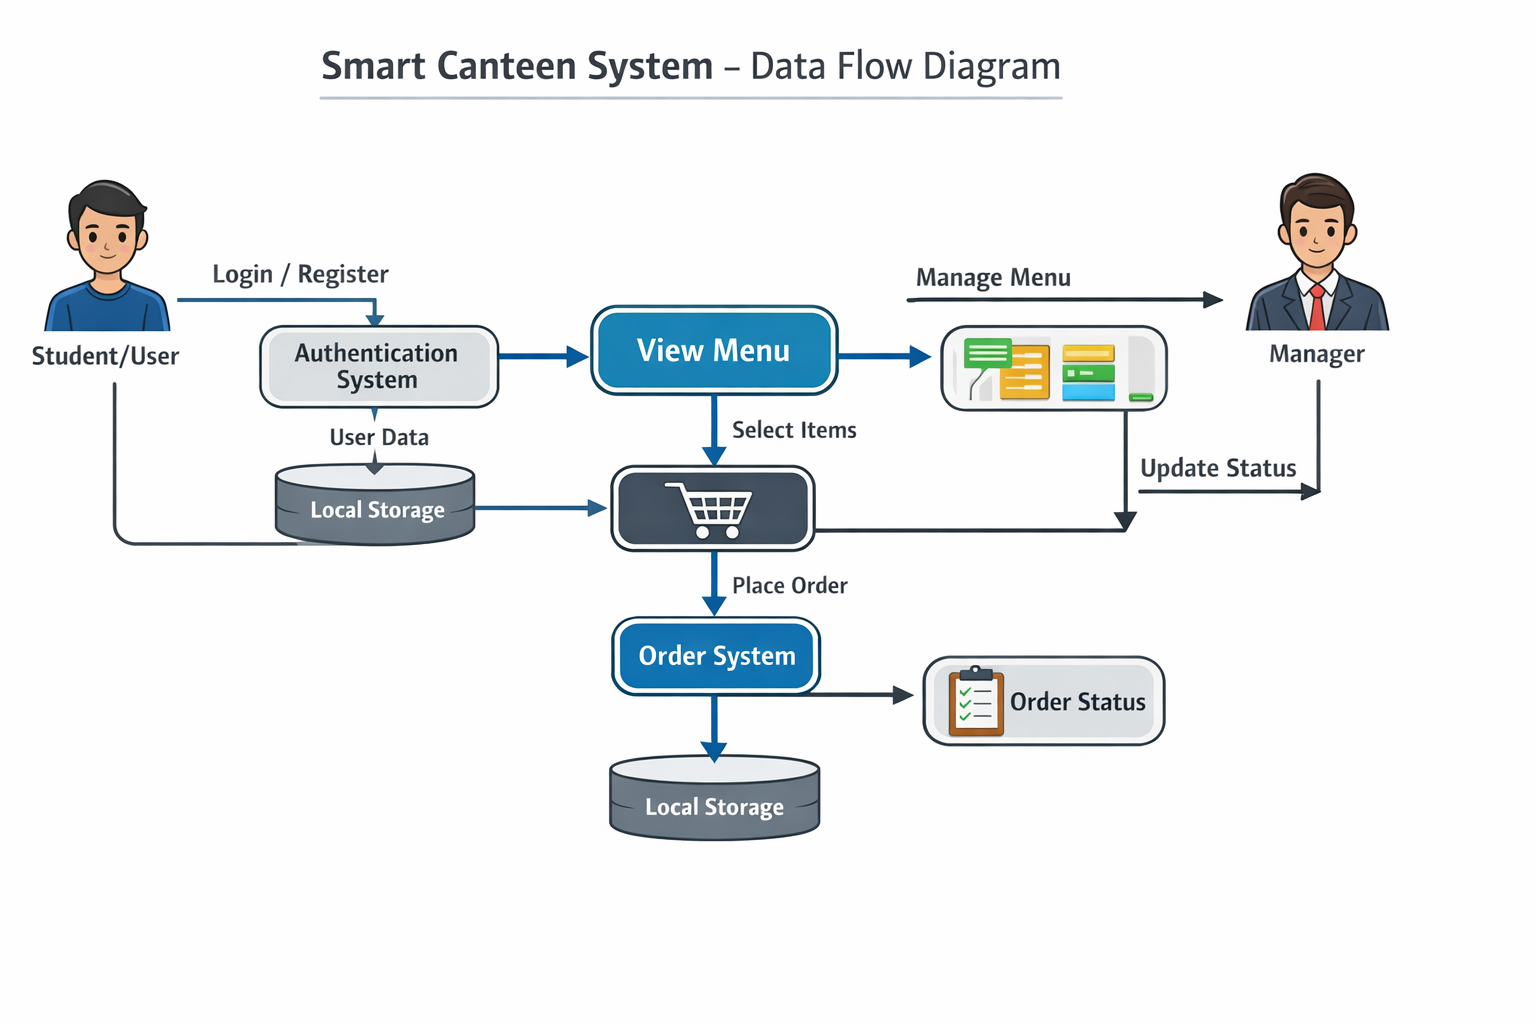 Smart Canteen System – Data Flow Diagram
Login / Register
Manage Menu
Student/User
Authentication
System
View Menu
Manager
User Data
Select Items
Update Status
Local Storage
Place Order
Order System
Order Status
Local Storage